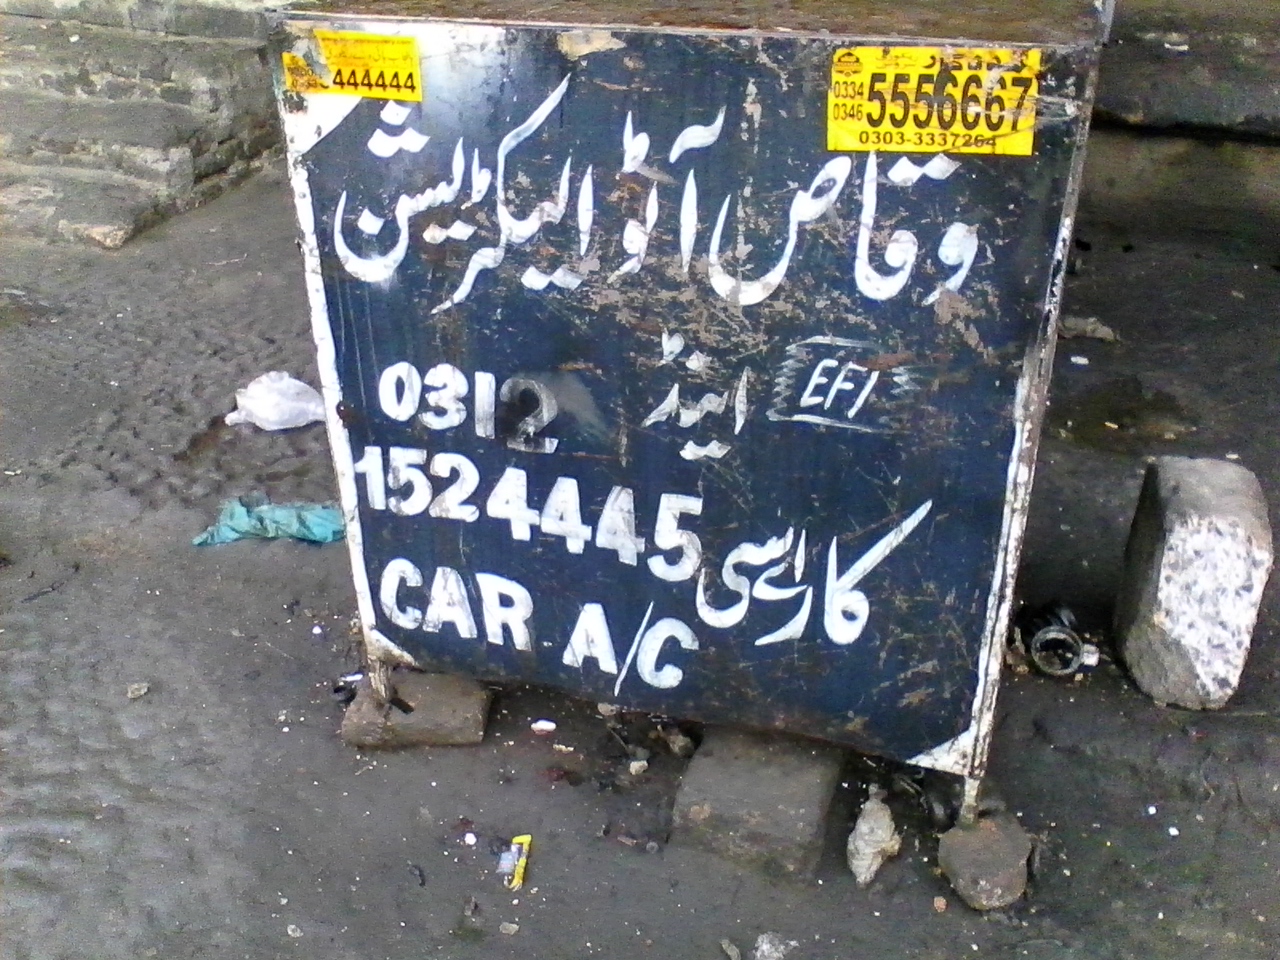 444444
0334
0346
5556667
0303-3337264
وقاص آٹو الیکٹریشن
EFI
اینڈ
0312
1524445
کار اے سی
CAR A/C